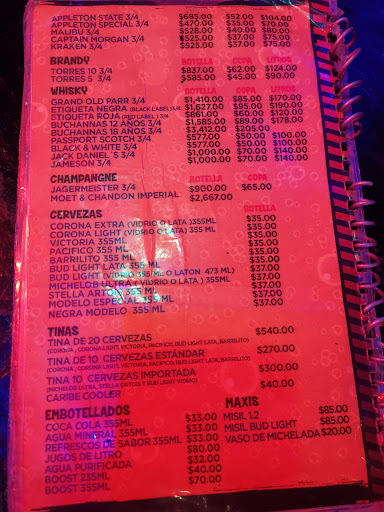 APPLETON STATE 3/4 $685.00 $52.00 $104.00
APPLETON SPECIAL 3/4 $470.00 $35.00 $70.00
MALIBU 3/4 $528.00 $40.00 $80.00
CAPTAIN MORGAN 3/4 $525.00 $37.00 $75.00
KRAKEN 3/4 $525.00 $37.00 $75.00
BRANDY BOTELLA COPA LITROS
TORRES 10 3/4 $837.00 $62.00 $124.00
TORRES 5 3/4 $585.00 $45.00 $90.00
WHISKY BOTELLA COPA LITROS
GRAND OLD PARR 3/4 $1,410.00 $85.00 $170.00
ETIQUETA NEGRA (BLACK LABEL)3/4 $1,627.00 $95.00 $190.00
ETIQUETA ROJA (RED LABEL) 3/4 $861.00 $60.00 $120.00
BUCHANNAS 12 AÑOS 3/4 $1,585.00 $89.00 $178.00
BUCHANNAS 18 AÑOS 3/4 $3,412.00 $205.00
PASSPORT SCOTCH 3/4 $577.00 $50.00 $100.00
BLACK & WHITE 3/4 $577.00 $50.00 $100.00
JACK DANIEL´S 3/4 $1,000.00 $70.00 $140.00
JAMESON 3/4 $1,000.00 $70.00 $140.00
CHAMPANGNE BOTELLA COPA
JAGERMEISTER 3/4 $900.00 $65.00
MOET & CHANDON IMPERIAL $2,667.00
CERVEZAS BOTELLA
CORONA EXTRA (VIDRIO O LATA )355ML $35.00
CORONA LIGHT (VIDRIO O LATA) 355 ML $35.00
VICTORIA 355ML $35.00
PACIFICO 355 ML $35.00
BARRILITO 355 ML $35.00
BUD LIGHT LATA 355 ML $35.00
BUD LIGHT (VIDRIO 355 ML O LATON 473 ML) $37.00
MICHELOB ULTRA ( VIDRIO O LATA ) 355ML $37.00
STELLA ARTOIS 355 ML $37.00
MODELO ESPECIAL 355 ML $37.00
NEGRA MODELO 355 ML $37.00
TINAS
TINA DE 20 CERVEZAS $540.00
(CORONA , CORONA LIGHT, VICTORIA, PACIFICO, BUD LIGHT LATA, BARRILITO)
TINA DE 10 CERVEZAS ESTÁNDAR $270.00
(CORONA, CORONA LIGHT, VICTORIA, PACIFICO, BUD LIGHT LATA, BARRILITO)
TINA 10 CERVEZAS IMPORTADA $300.00
(MICHELOB ULTRA, STELLA ORTOIS Y BUD LIGHT VIDRIO)
CARIBE COOLER $40.00
EMBOTELLADOS
COCA COLA 355ML $33.00
AGUA MINERAL 355ML $33.00
REFRESCOS DE SABOR 355ML $33.00
JUGOS DE LITRO $80.00
AGUA PURIFICADA $32.00
BOOST 235ML $40.00
BOOST 355ML $70.00
MAXIS
MISIL 1.2 $85.00
MISIL BUD LIGHT $85.00
VASO DE MICHELADA $20.00